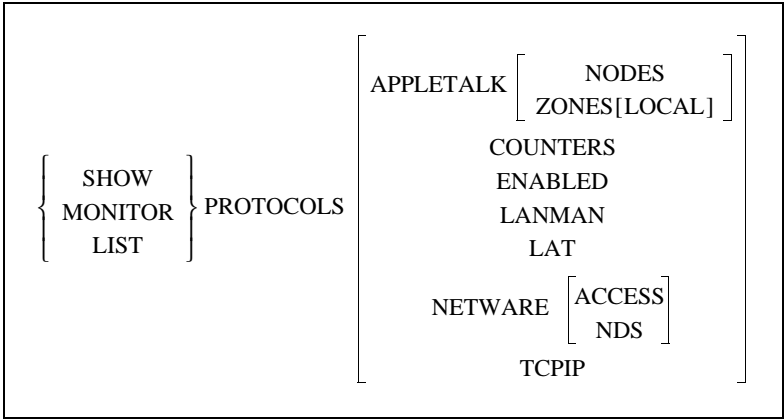 APPLETALK [ NODES
ZONES[LOCAL] ]
COUNTERS
SHOW
ENABLED
MONITOR
PROTOCOLS
LANMAN
LIST
LAT
NETWARE [ ACCESS
NDS ]
TCPIP